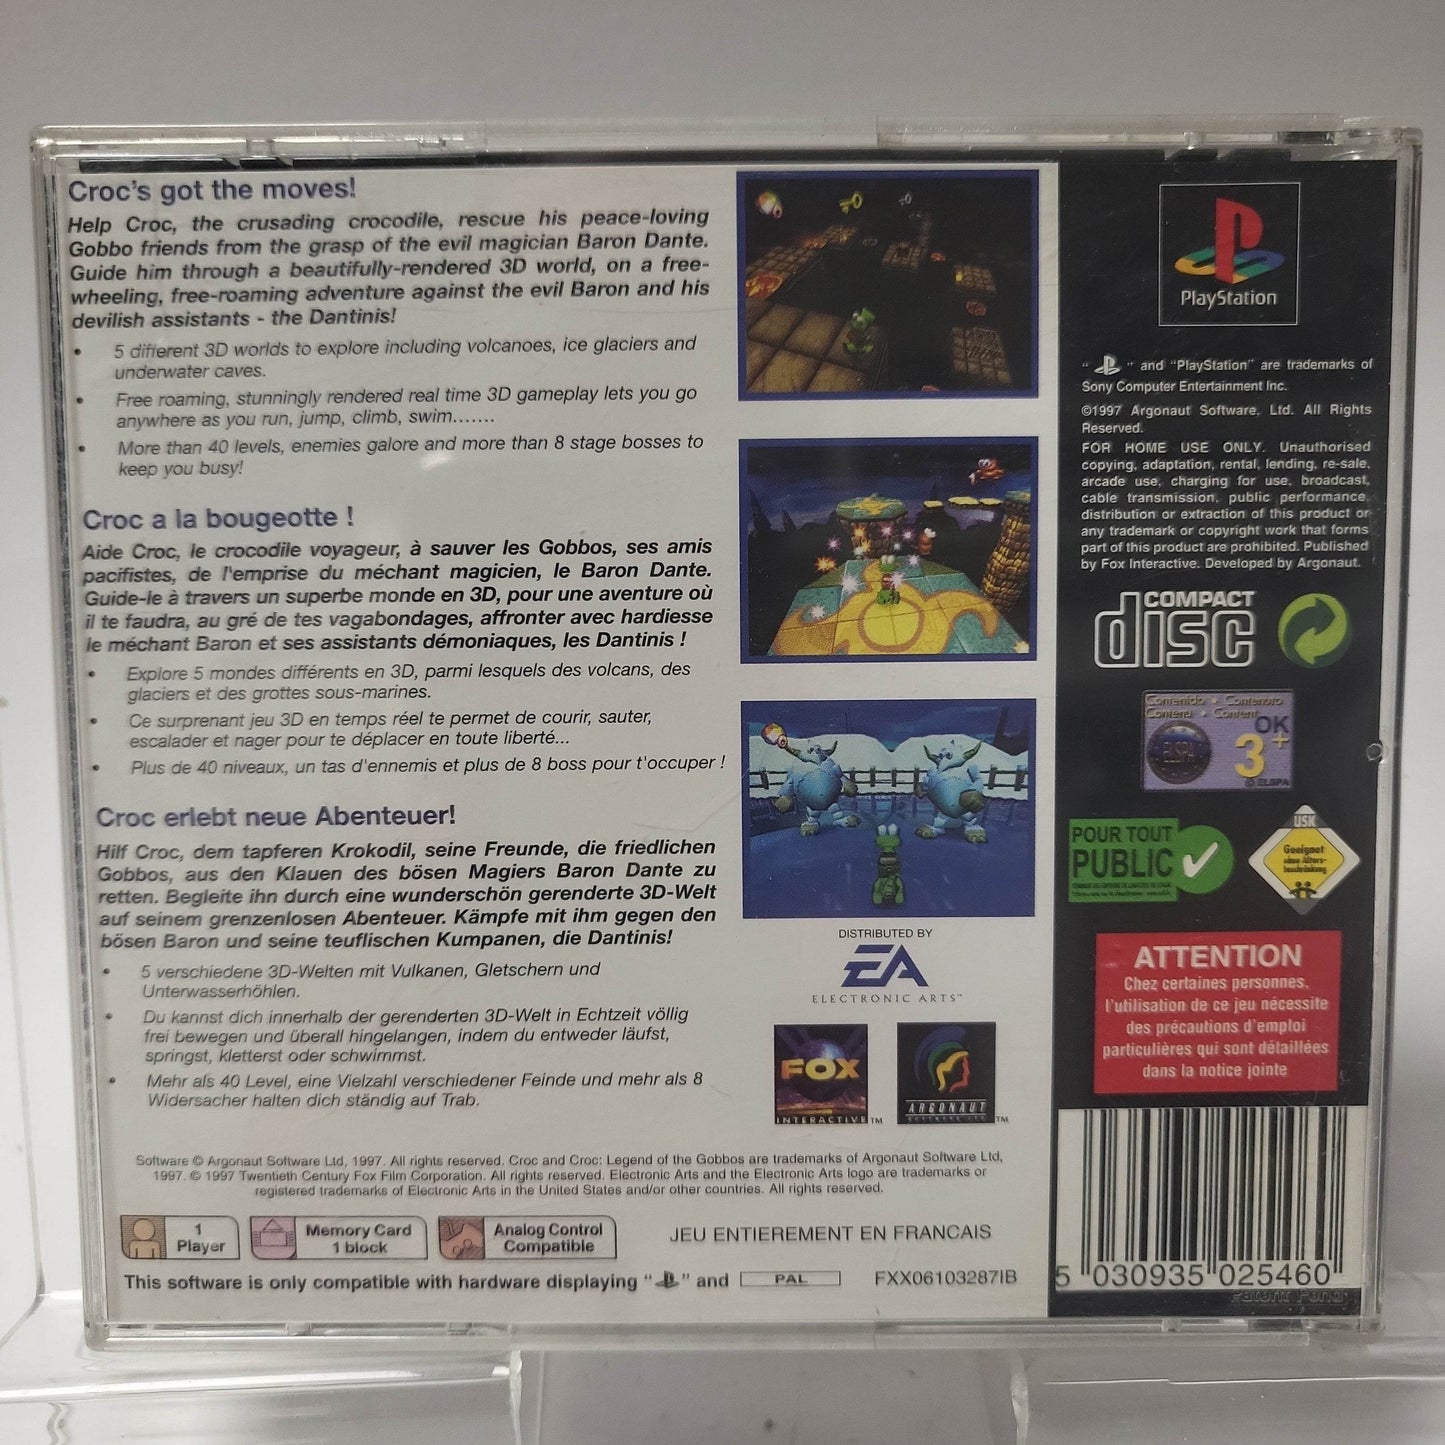 Croc's got the moves!
Help Croc, the crusading crocodile, rescue his peace-loving
Gobbo friends from the grasp of the evil magician Baron Dante.
Guide him through a beautifully-rendered 3D world, on a free-
wheeling, free-roaming adventure against the evil Baron and his
devilish assistants - the Dantinis!
• 5 different 3D worlds to explore including volcanoes, ice glaciers and
underwater caves.
• Free roaming, stunningly rendered real time 3D gameplay lets you go
anywhere as you run, jump, climb, swim.......
• More than 40 levels, enemies galore and more than 8 stage bosses to
keep you busy!
Croc a la bougeotte !
Aide Croc, le crocodile voyageur, à sauver les Gobbos, ses amis
pacifistes, de l'emprise du méchant magicien, le Baron Dante.
Guide-le à travers un superbe monde en 3D, pour une aventure où
il te faudra, au gré de tes vagabondages, affronter avec hardiesse
le méchant Baron et ses assistants démoniaques, les Dantinis !
• Explore 5 mondes différents en 3D, parmi lesquels des volcans, des
glaciers et des grottes sous-marines.
• Ce surprenant jeu 3D en temps réel te permet de courir, sauter,
escalader et nager pour te déplacer en toute liberté...
• Plus de 40 niveaux, un tas d'ennemis et plus de 8 boss pour t'occuper !
Croc erlebt neue Abenteuer!
Hilf Croc, dem tapferen Krokodil, seine Freunde, die friedlichen
Gobbos, aus den Klauen des bösen Magiers Baron Dante zu
retten. Begleite ihn durch eine wunderschön gerenderte 3D-Welt
auf seinem grenzenlosen Abenteuer. Kämpfe mit ihm gegen den
bösen Baron und seine teuflischen Kumpanen, die Dantinis!
• 5 verschiedene 3D-Welten mit Vulkanen, Gletschern und
Unterwasserhöhlen.
• Du kannst dich innerhalb der gerenderten 3D-Welt in Echtzeit völlig
frei bewegen und überall hingelangen, indem du entweder läufst,
springst, kletterst oder schwimmst.
• Mehr als 40 Level, eine Vielzahl verschiedener Feinde und mehr als 8
Widersacher halten dich ständig auf Trab.
DISTRIBUTED BY
EA
ELECTRONIC ARTS™
FOX
INTERACTIVE™
ARGONAUT
SOFTWARE LTD.™
Software © Argonaut Software Ltd, 1997. All rights reserved. Croc and Croc: Legend of the Gobbos are trademarks of Argonaut Software Ltd,
1997. © 1997 Twentieth Century Fox Film Corporation. All rights reserved. Electronic Arts and the Electronic Arts logo are trademarks or
registered trademarks of Electronic Arts in the United States and/or other countries. All rights reserved.
1
Player
Memory Card
1 block
Analog Control
Compatible
JEU ENTIEREMENT EN FRANCAIS
This software is only compatible with hardware displaying " " and PAL FXX06103287IB
PlayStation
" " and "PlayStation" are trademarks of
Sony Computer Entertainment Inc.
©1997 Argonaut Software, Ltd. All Rights
Reserved.
FOR HOME USE ONLY. Unauthorised
copying, adaptation, rental, lending, re-sale,
arcade use, charging for use, broadcast,
cable transmission, public performance,
distribution or extraction of this product or
any trademark or copyright work that forms
part of this product are prohibited. Published
by Fox Interactive. Developed by Argonaut.
COMPACT
disc
Contenido • Contenuto
Contenu • Content
OK
ELSPA
3+
© ELSPA
POUR TOUT
PUBLIC
USK
Geeignet
ohne Alters-
beschränkung
ATTENTION
Chez certaines personnes,
l'utilisation de ce jeu nécessite
des précautions d'emploi
particulières qui sont détaillées
dans la notice jointe
5 030935 025460
Patent Pend